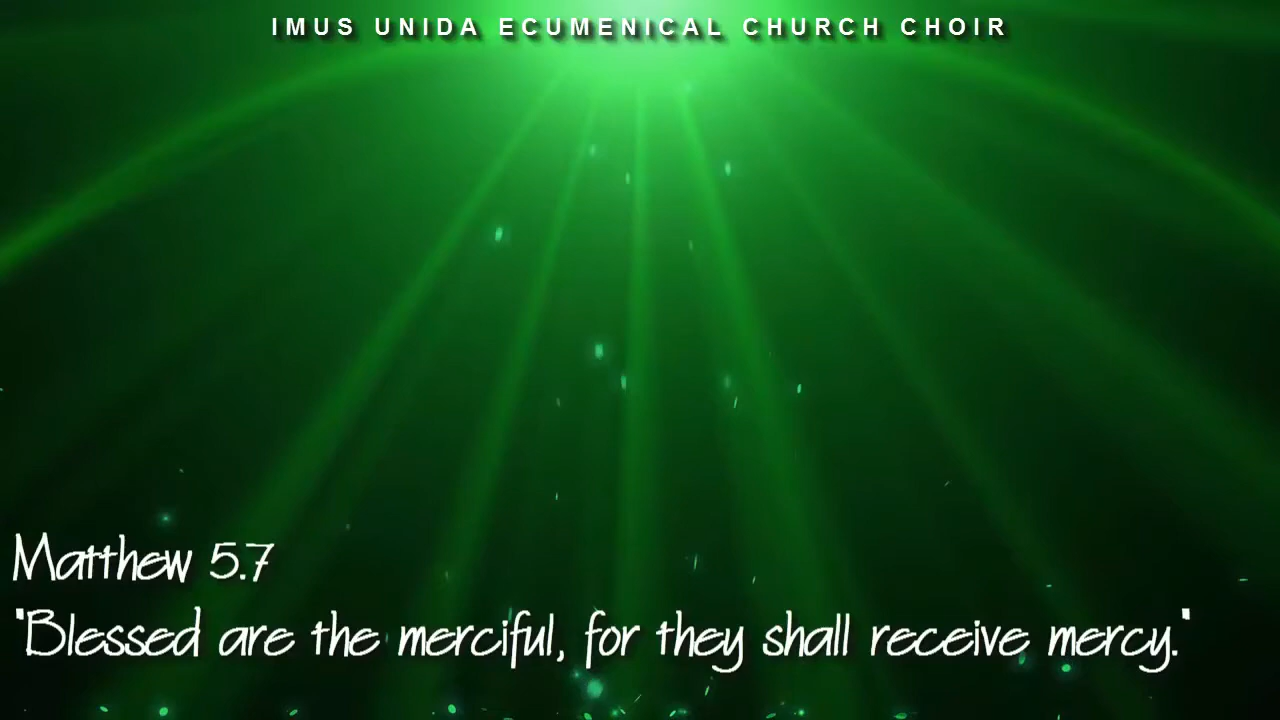 IMUS UNIDA ECUMENICAL CHURCH CHOIR
Matthew 5.7
"Blessed are the merciful, for they shall receive mercy."